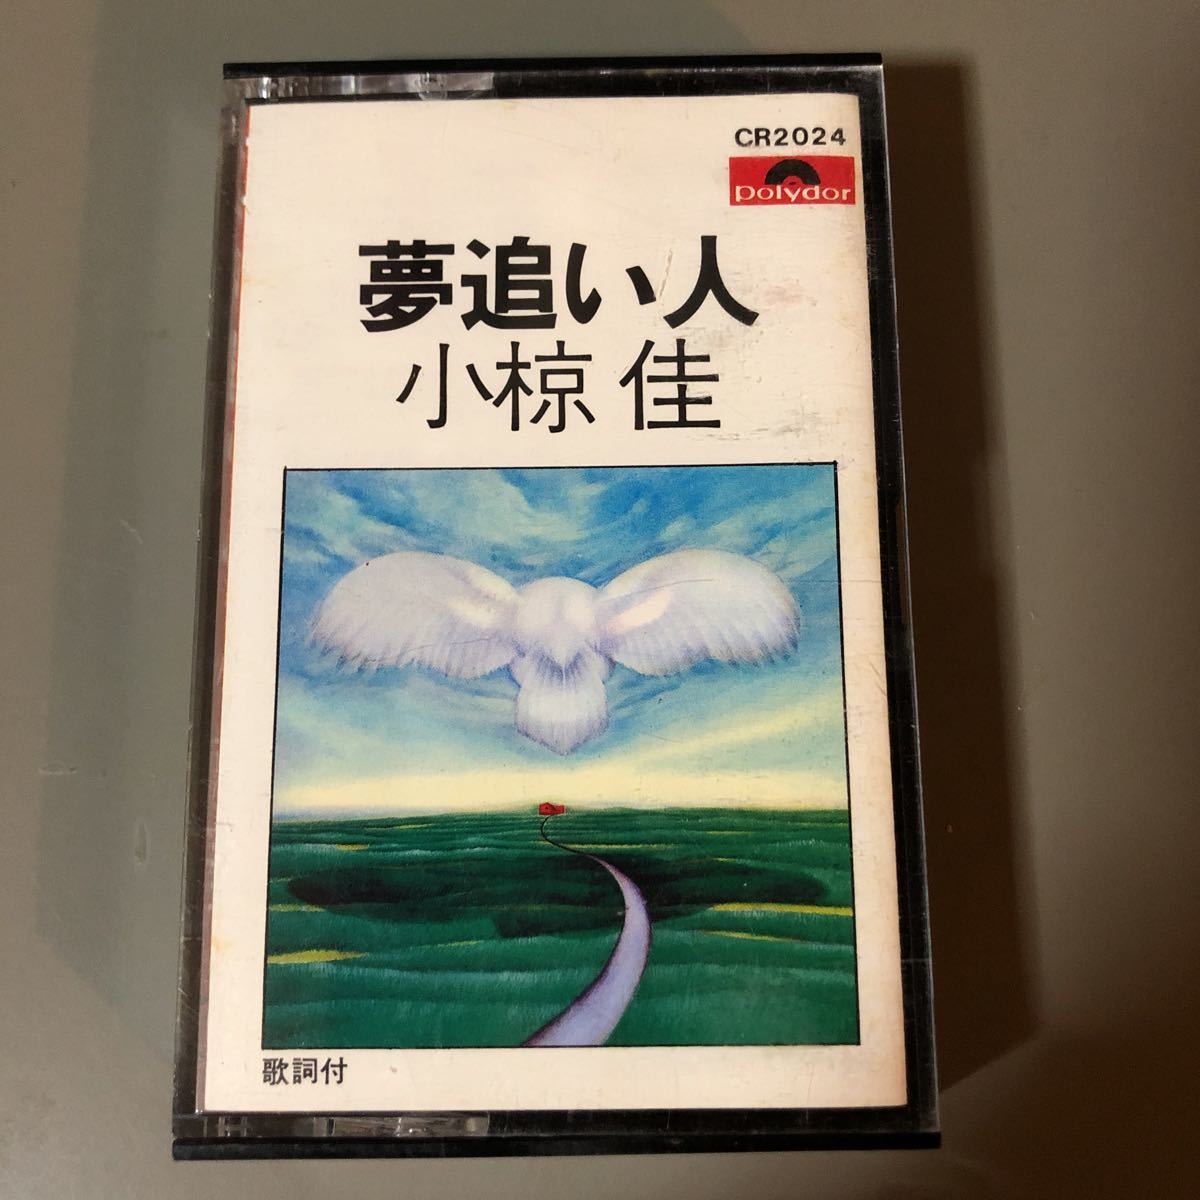 CR2024
polydor
夢追い人
小椋 佳
歌詞付